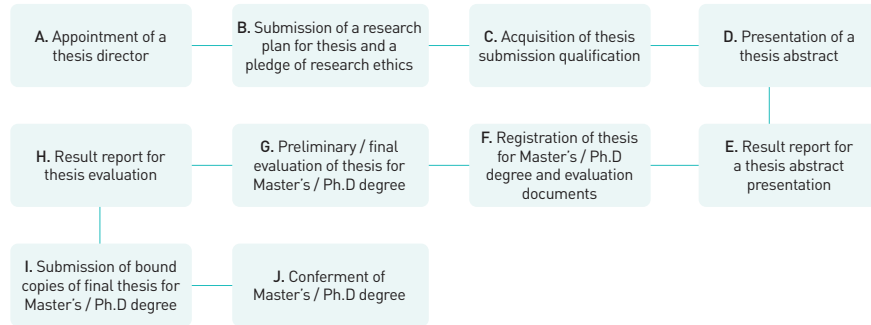 A. Appointment of a
thesis director
B. Submission of a research
plan for thesis and a
pledge of research ethics
C. Acquisition of thesis
submission qualification
D. Presentation of a
thesis abstract
H. Result report for
thesis evaluation
G. Preliminary / final
evaluation of thesis for
Master's / Ph.D degree
F. Registration of thesis
for Master's / Ph.D
degree and evaluation
documents
E. Result report for
a thesis abstract
presentation
I. Submission of bound
copies of final thesis for
Master's / Ph.D degree
J. Conferment of
Master's / Ph.D degree